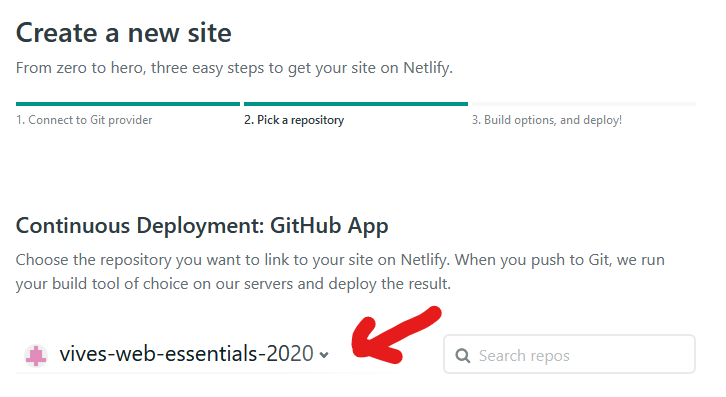 Create a new site
From zero to hero, three easy steps to get your site on Netlify.
1. Connect to Git provider
2. Pick a repository
3. Build options, and deploy!
Continuous Deployment: GitHub App
Choose the repository you want to link to your site on Netlify. When you push to Git, we run
your build tool of choice on our servers and deploy the result.
vives-web-essentials-2020
Search repos